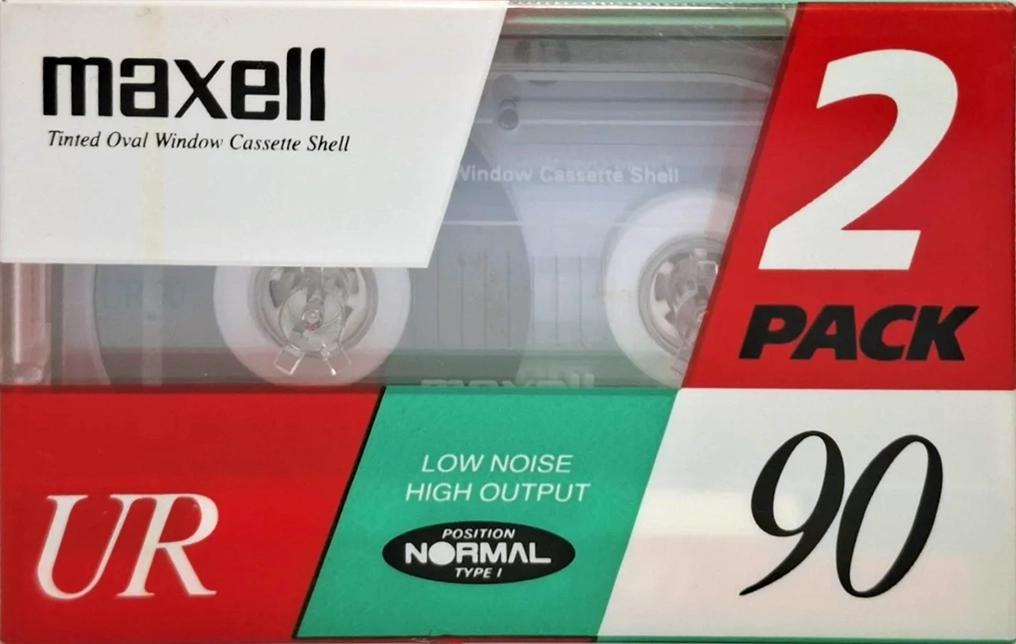 maxell
Tinted Oval Window Cassette Shell
Window Cassette Shell
2
PACK
maxell
UR
LOW NOISE
HIGH OUTPUT
POSITION
NORMAL
TYPE I
90